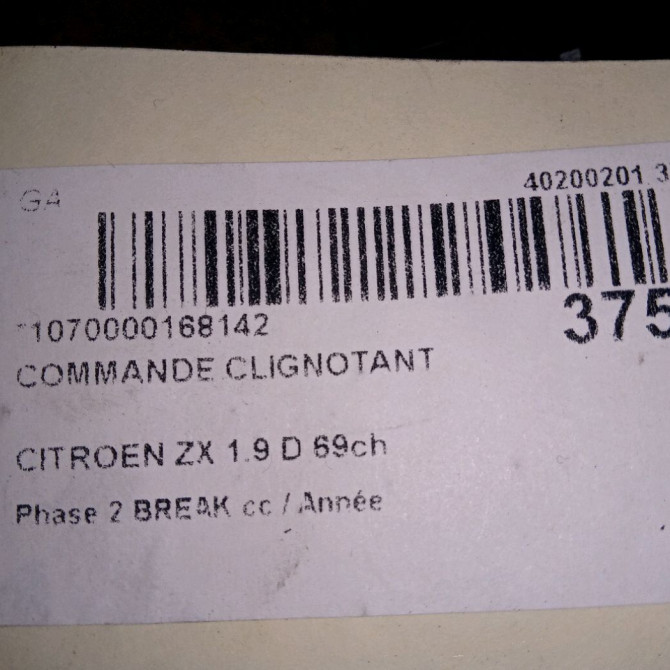 GA
40200201 3
*1070000168142
375
COMMANDE CLIGNOTANT
CITROEN ZX 1.9 D 69ch
Phase 2 BREAK cc / Année